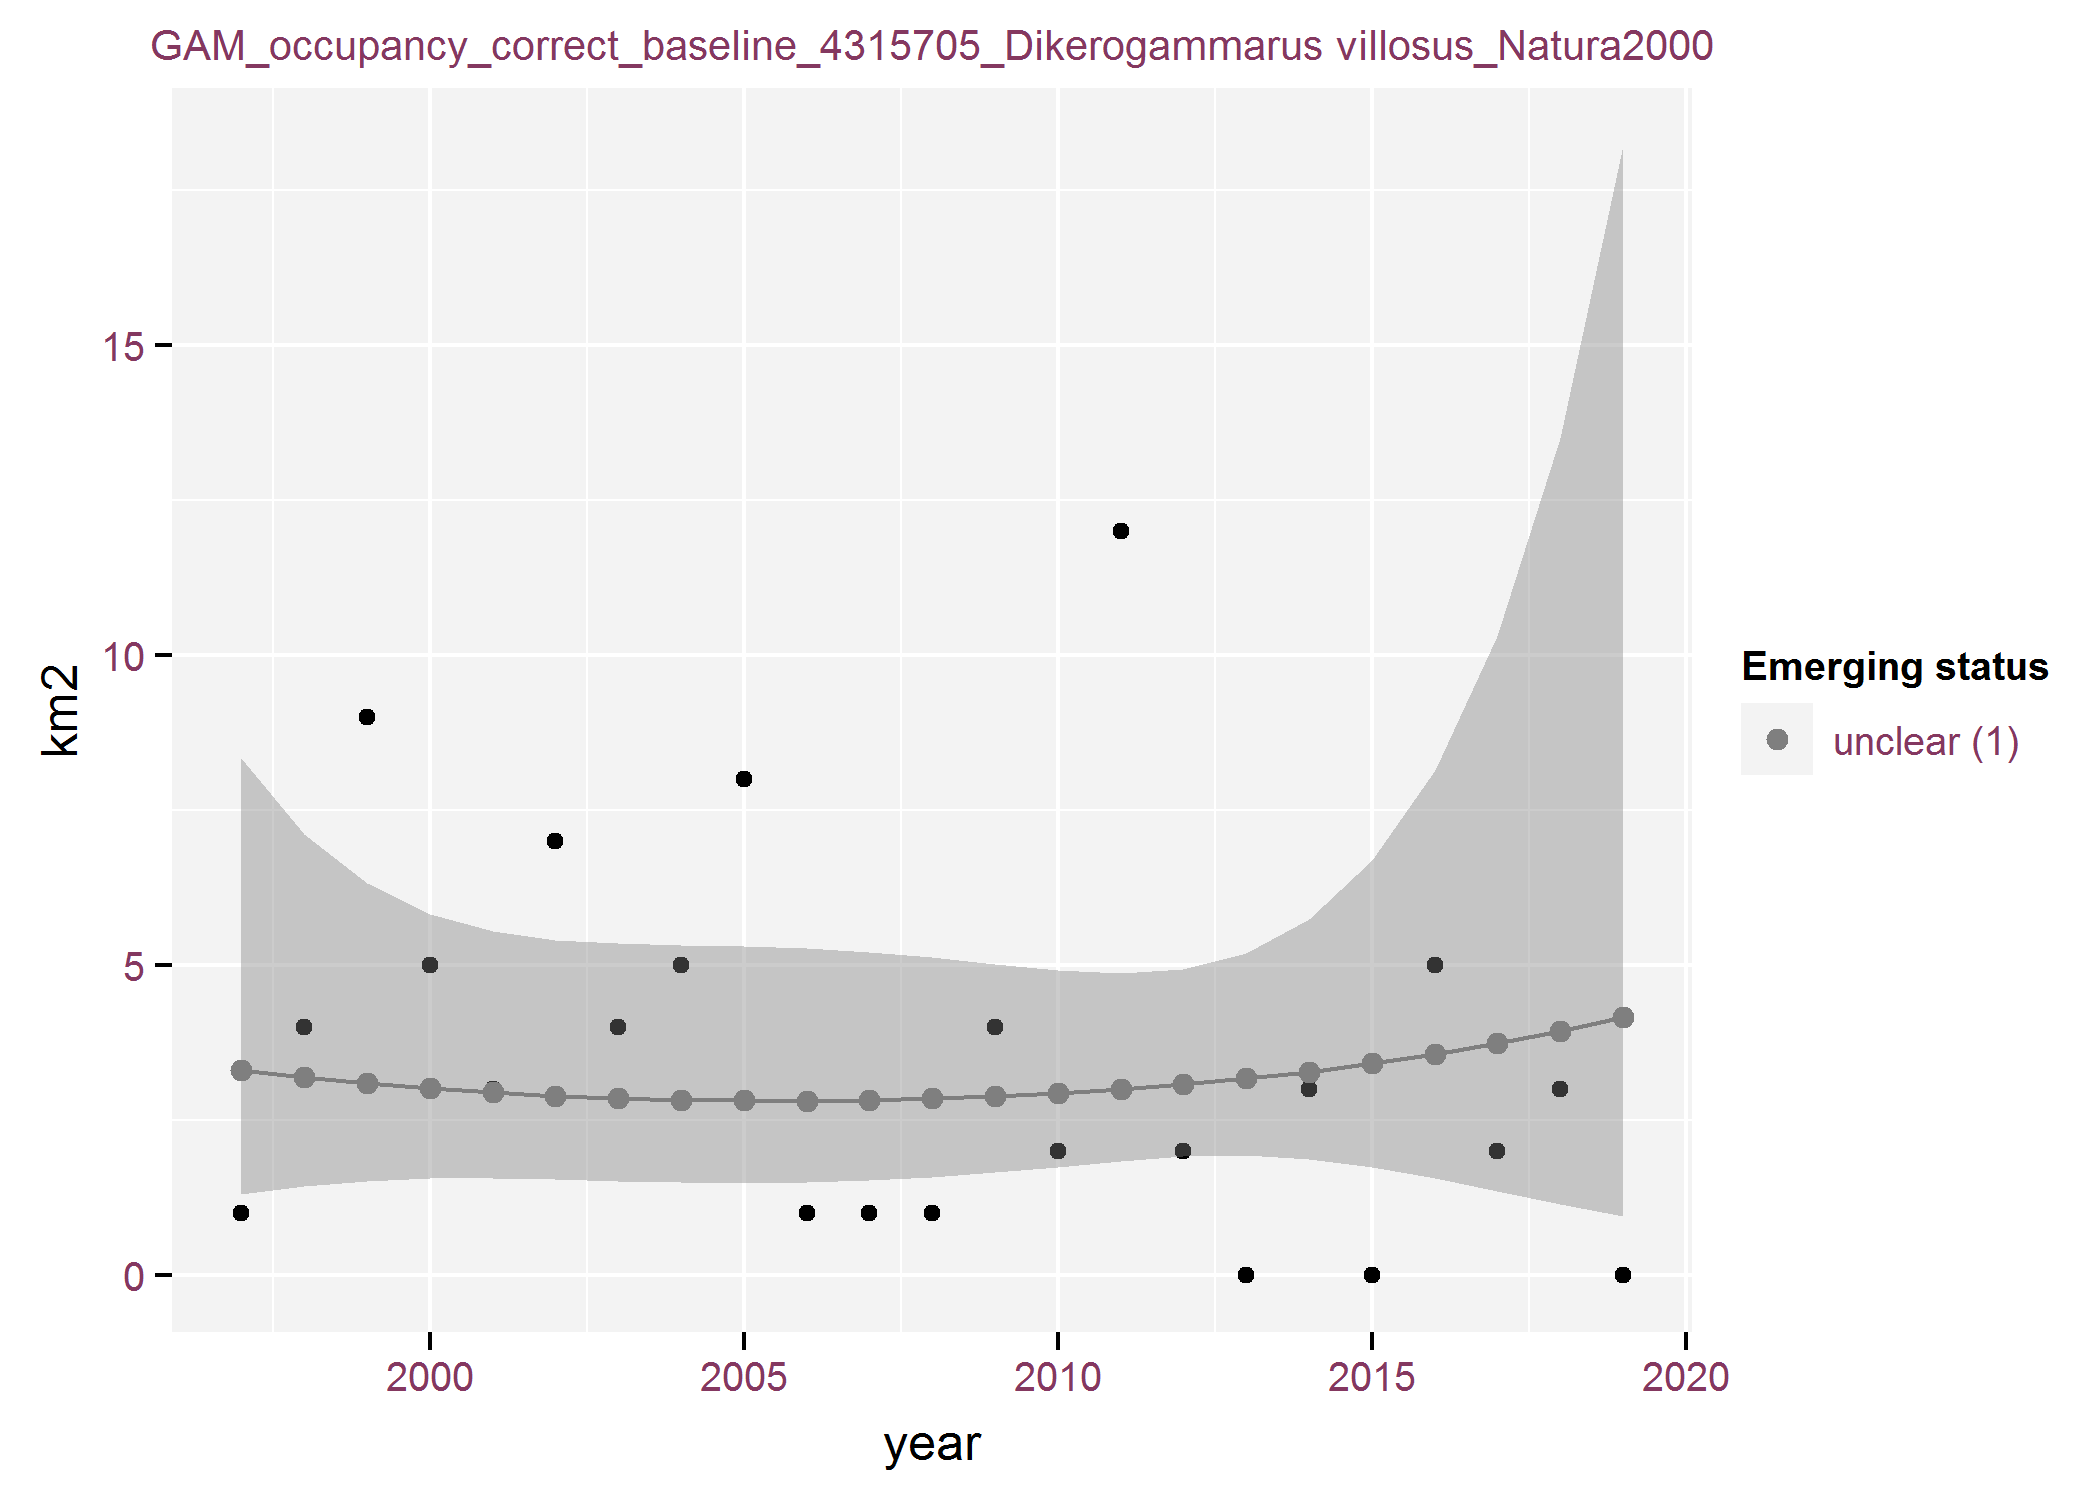 GAM_occupancy_correct_baseline_4315705_Dikerogammarus villosus_Natura2000
15
10
5
0
km2
2000 2005 2010 2015 2020
year
Emerging status
unclear (1)